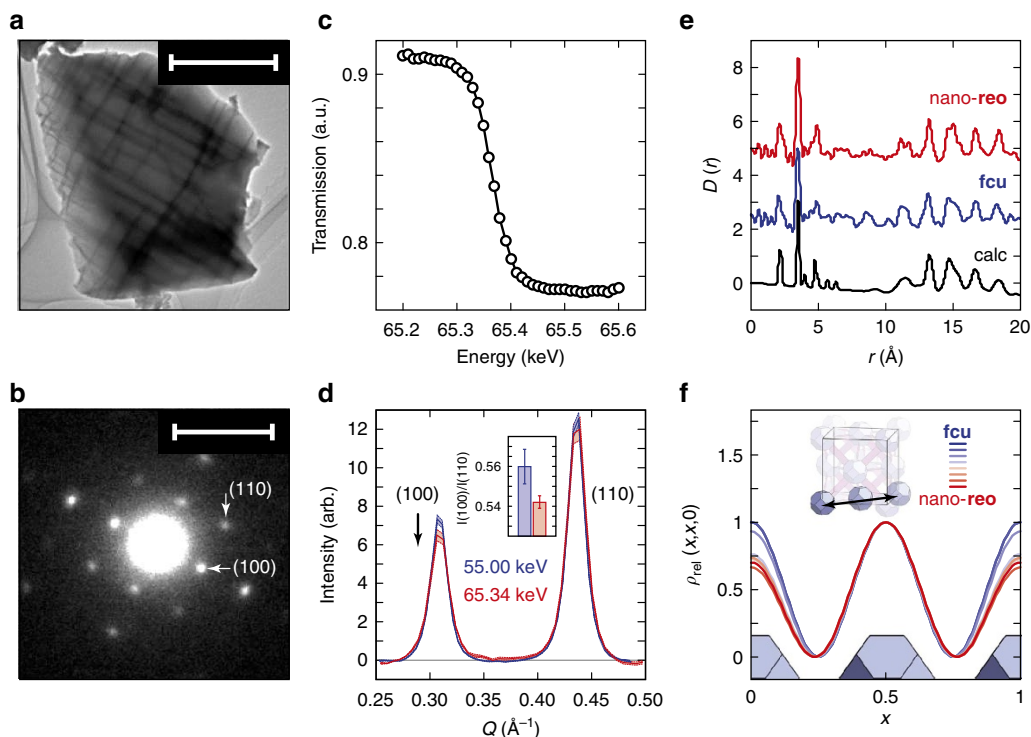 a
b
(110)
(100)
c
Transmission (a.u.)
0.9
0.8
65.2 65.3 65.4 65.5 65.6
Energy (keV)
d
Intensity (arb.)
12
10
8
6
4
2
0
(100)
(110)
I(100)/I(110)
0.56
0.54
55.00 keV
65.34 keV
0.25 0.30 0.35 0.40 0.45 0.50
Q (Å⁻¹)
e
D (r)
8
6
4
2
0
nano-reo
fcu
calc
0 5 10 15 20
r (Å)
f
ρrel (x,x,0)
1
0.5
0
fcu
nano-reo
0 0.5 1
x